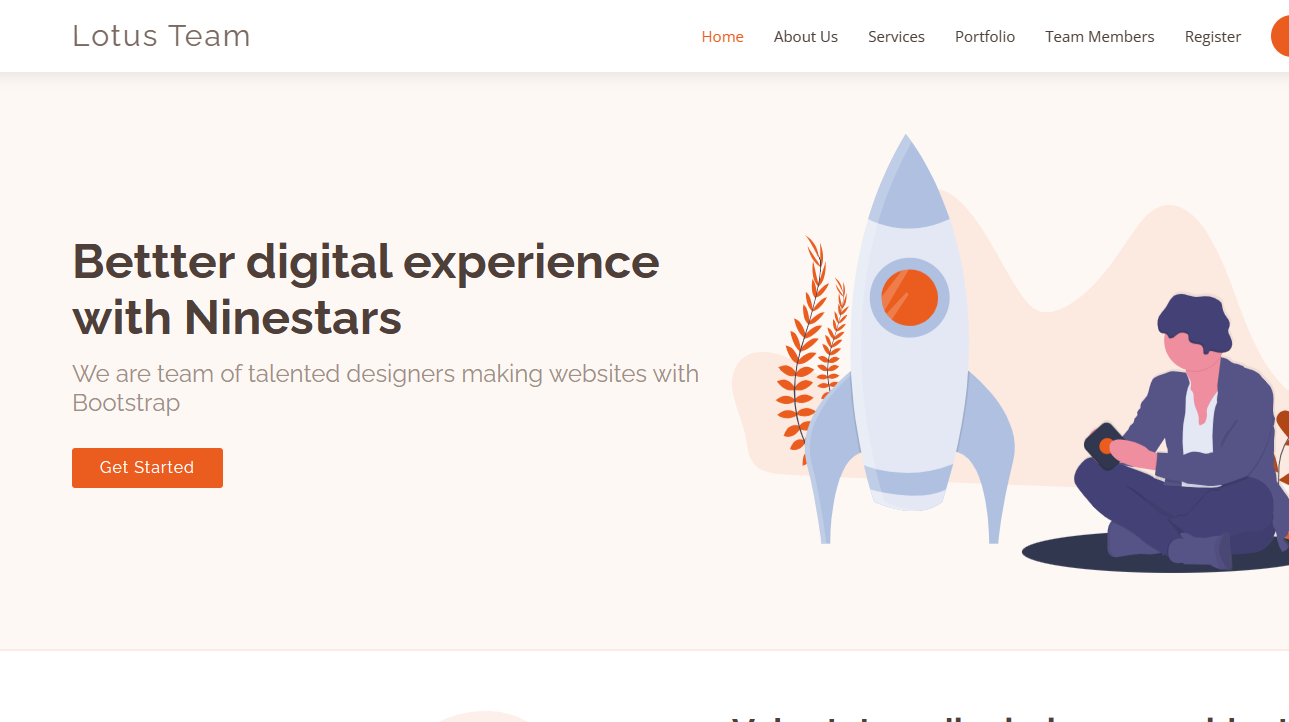 Lotus Team
Home About Us Services Portfolio Team Members Register
Bettter digital experience
with Ninestars
We are team of talented designers making websites with
Bootstrap
Get Started